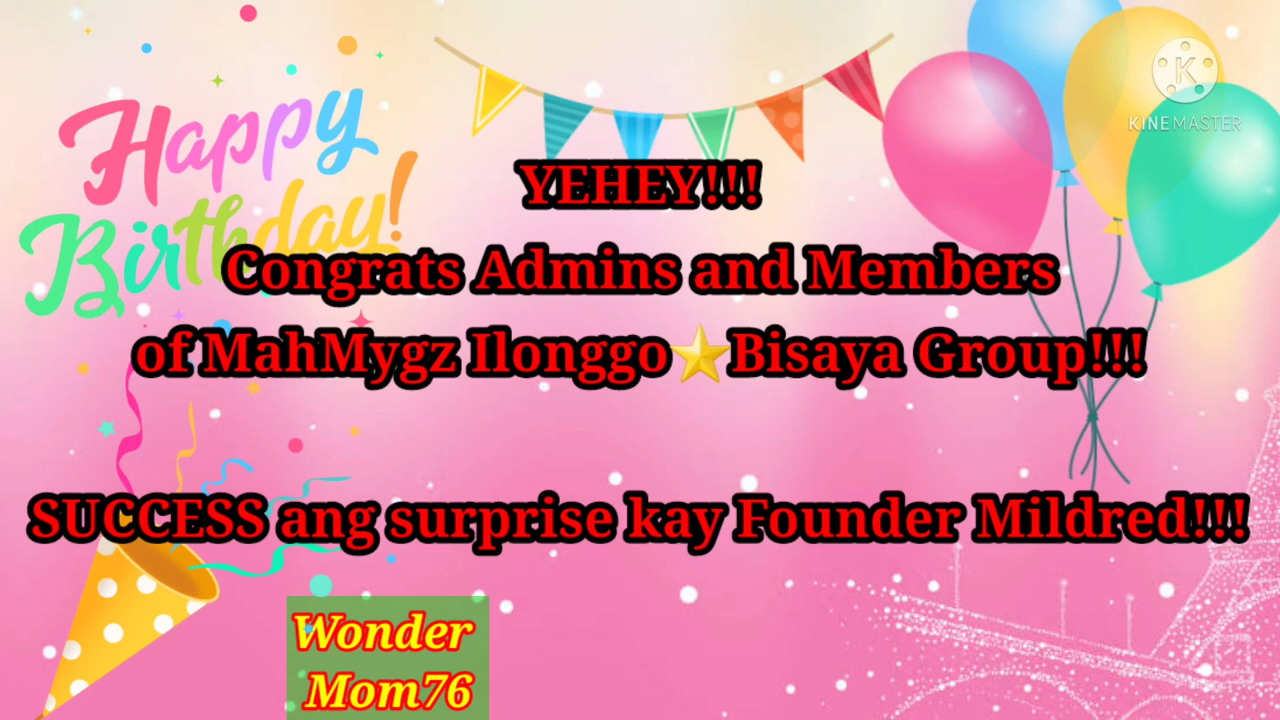 Happy
Birthday!
KINEMASTER
YEHEY!!!
Congrats Admins and Members
of MahMygz Ilonggo⭐Bisaya Group!!!
SUCCESS ang surprise kay Founder Mildred!!!
Wonder
Mom76